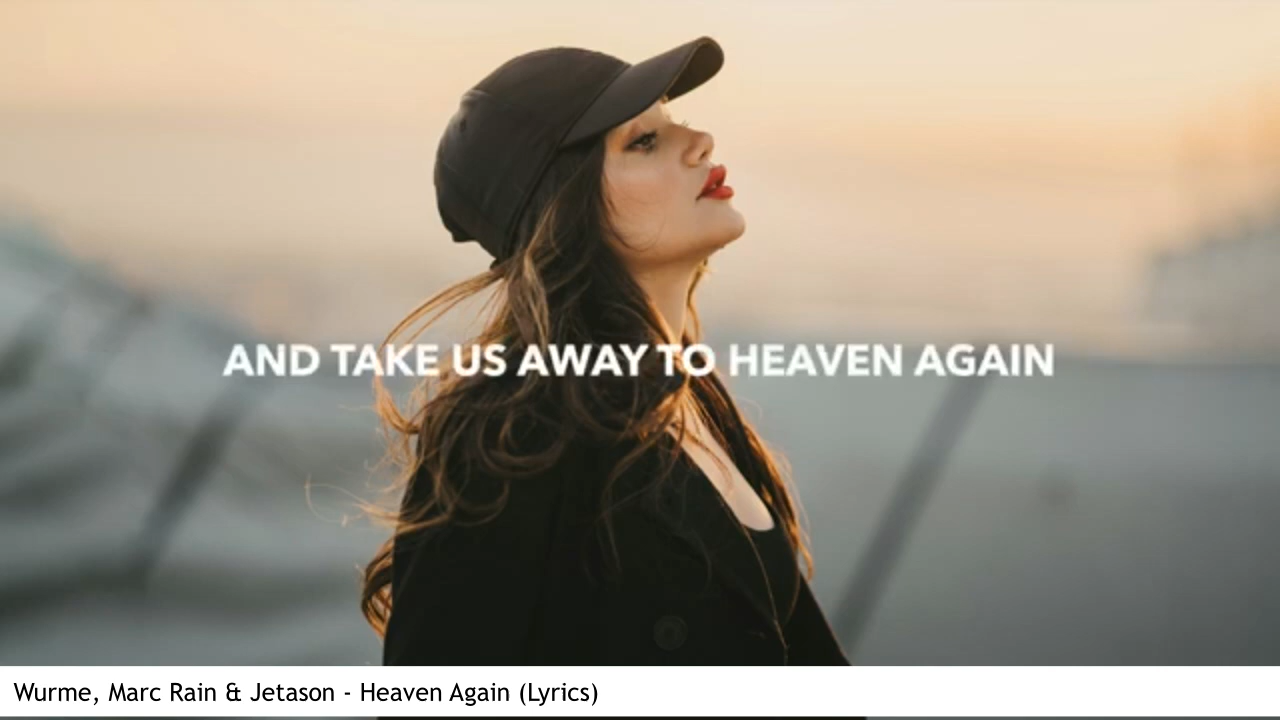 AND TAKE US AWAY TO HEAVEN AGAIN
Wurme, Marc Rain & Jetason - Heaven Again (Lyrics)